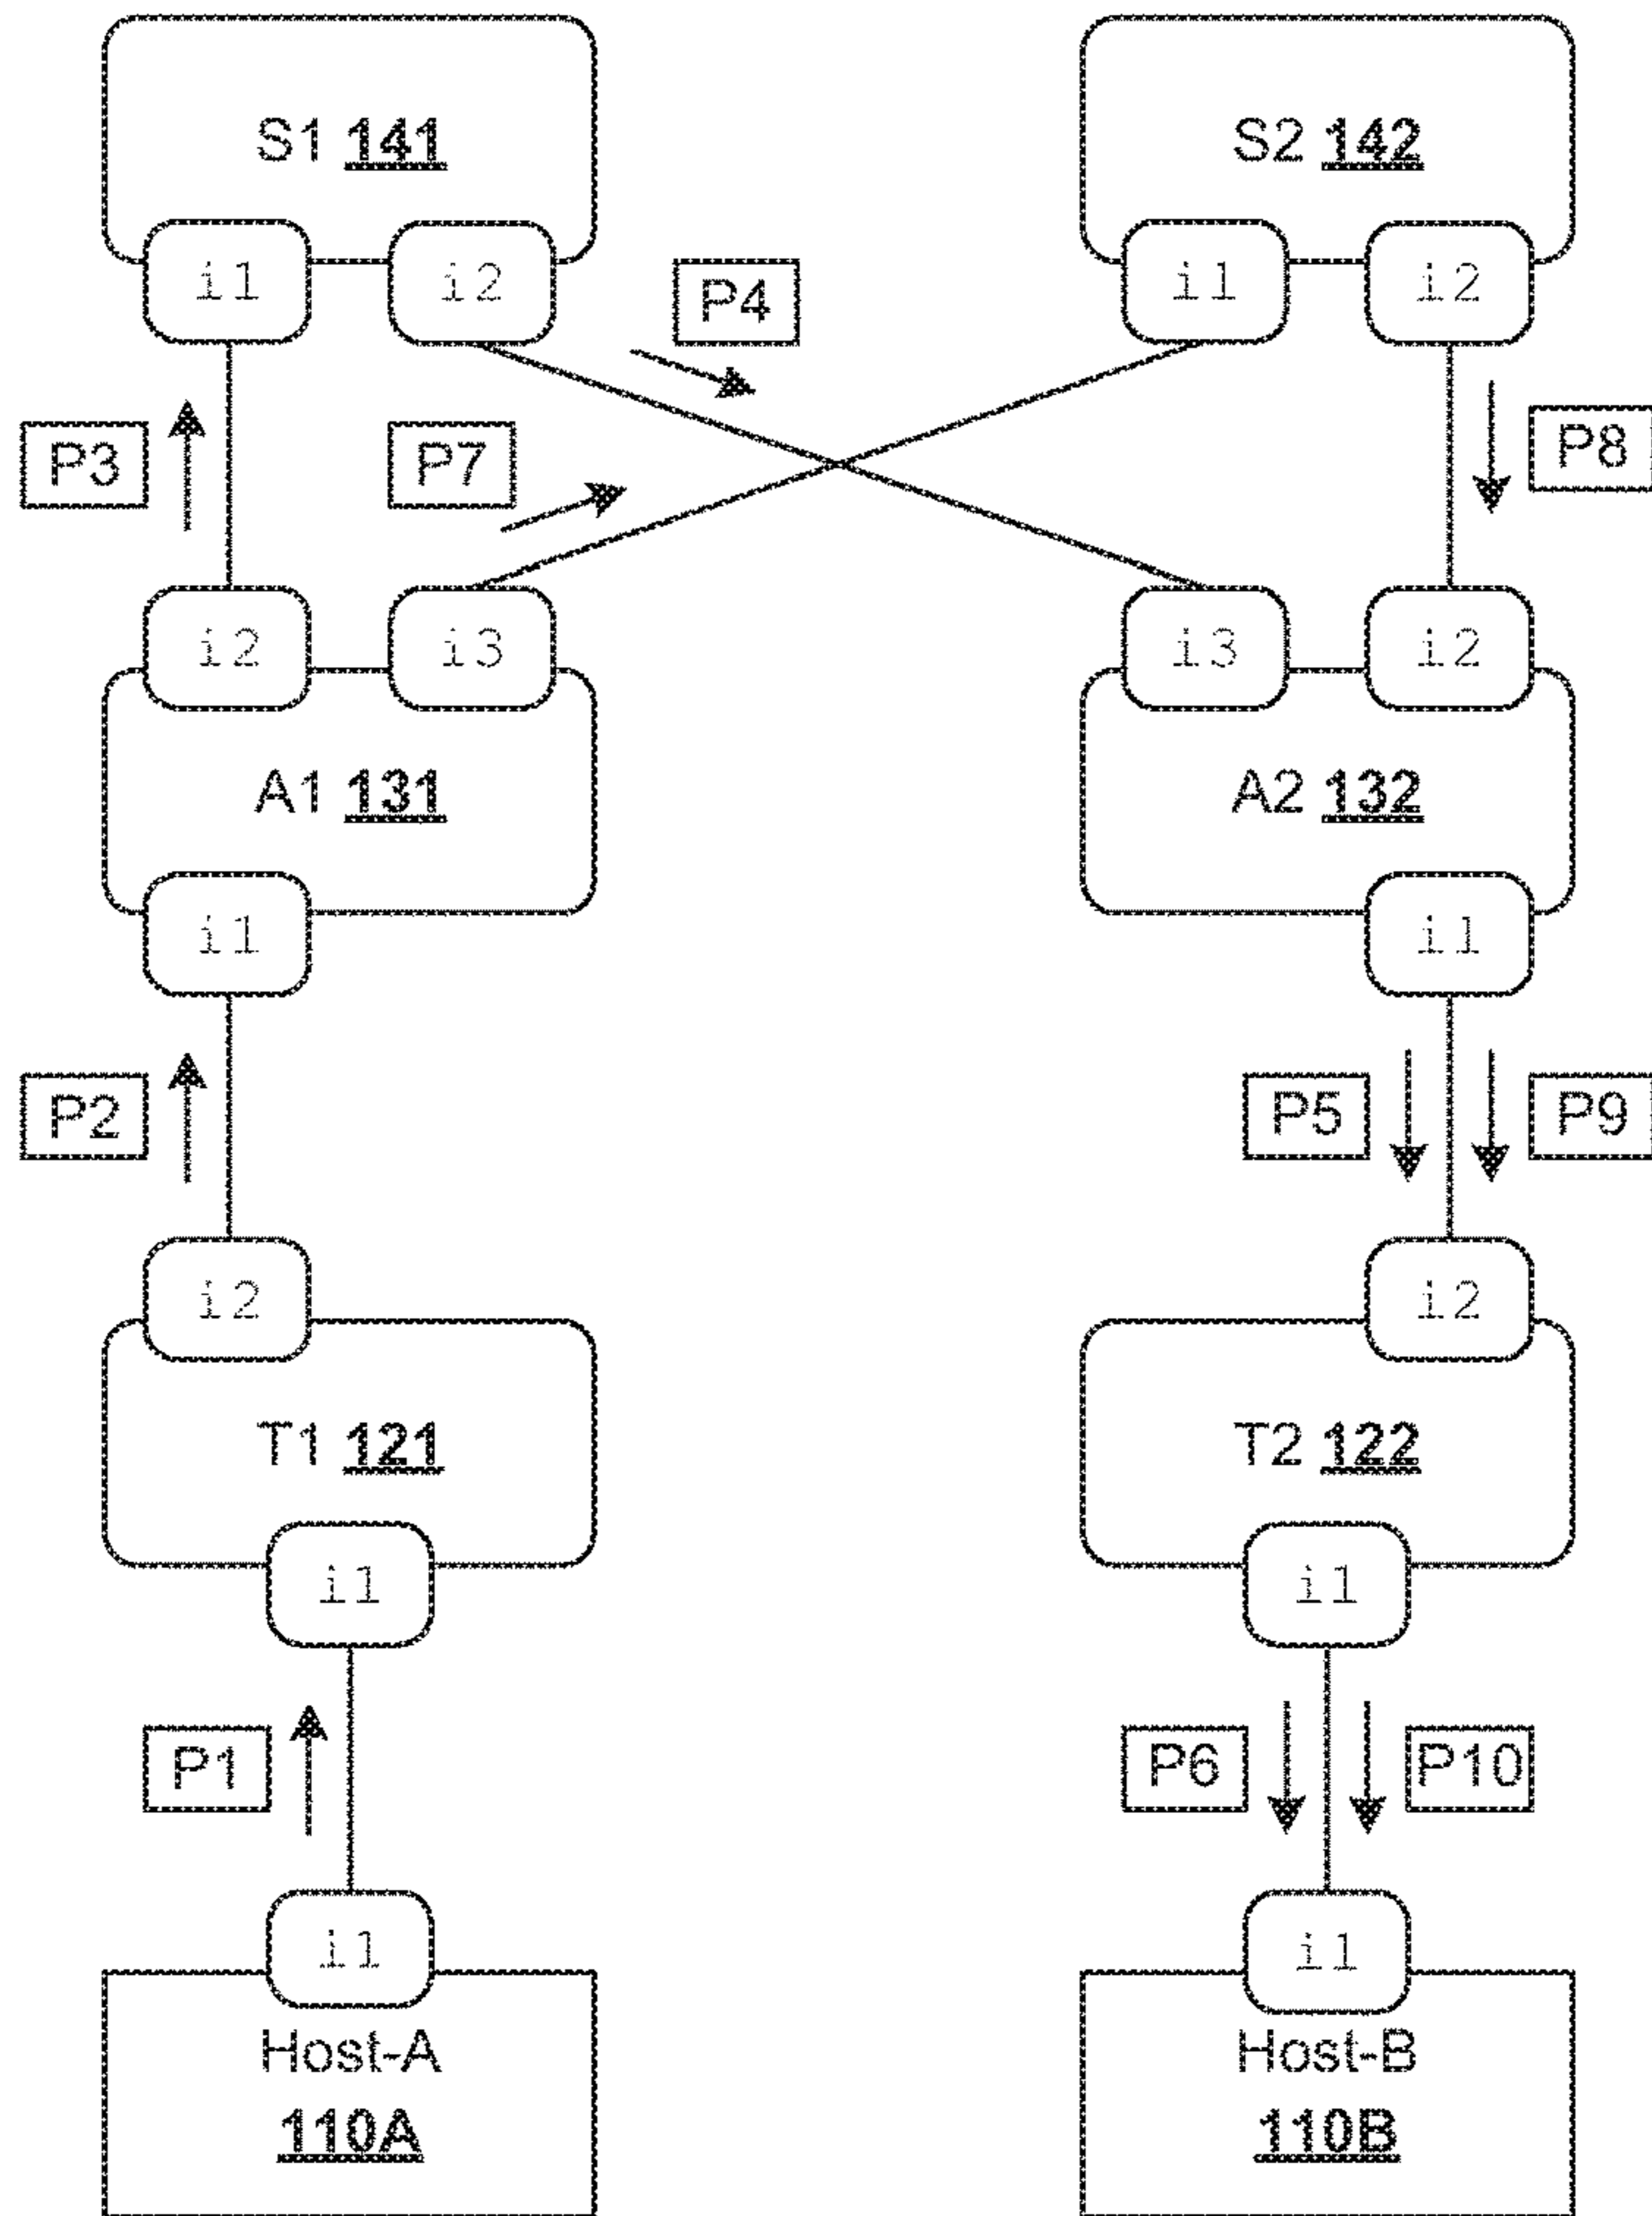 S1 141
S2 142
i1
i2
i1
i2
P4
P3
P7
P8
i2
i3
i3
i2
A1 131
A2 132
i1
i1
P2
P5
P9
i2
i2
T1 121
T2 122
i1
i1
P1
P6
P10
i1
i1
Host-A
110A
Host-B
110B